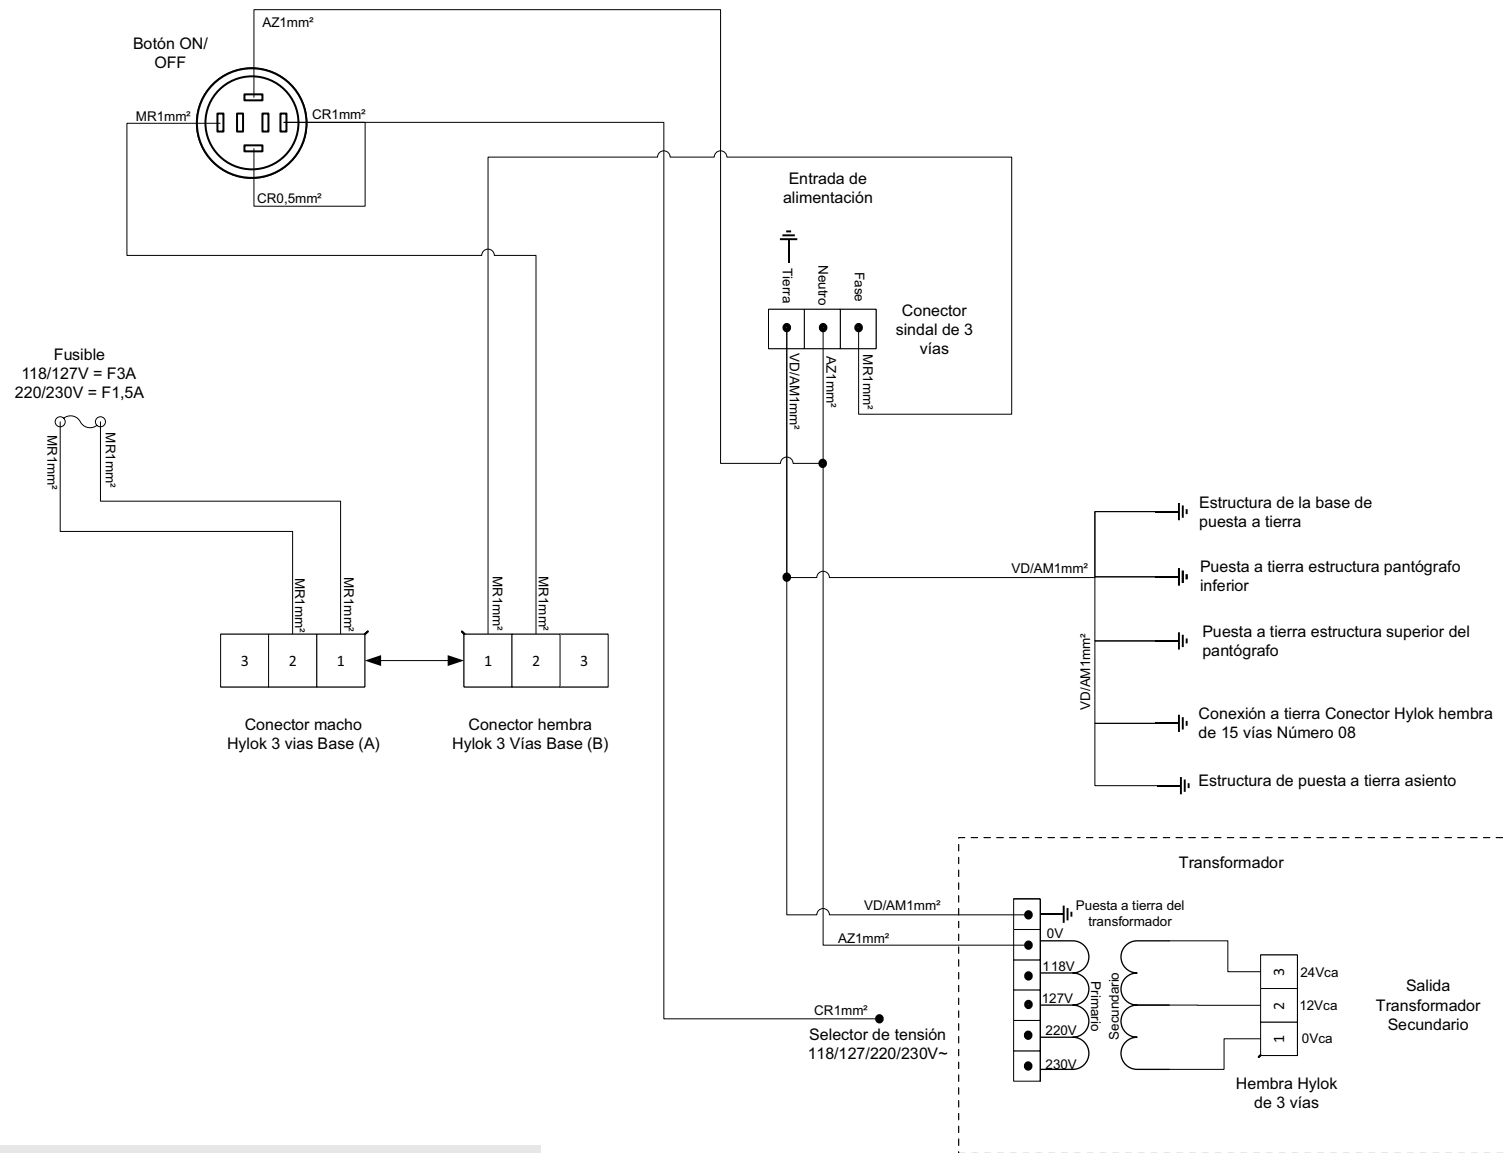 AZ1mm²
Botón ON/
OFF
MR1mm²
CR1mm²
CR0,5mm²
Entrada de
alimentación
Tierra
Neutro
Fase
Conector
sindal de 3
vías
VD/AM1mm²
AZ1mm²
MR1mm²
Fusible
118/127V = F3A
220/230V = F1,5A
MR1mm²
MR1mm²
MR1mm²
MR1mm²
MR1mm²
MR1mm²
3
2
1
1
2
3
Conector macho
Hylok 3 vias Base (A)
Conector hembra
Hylok 3 Vías Base (B)
VD/AM1mm²
VD/AM1mm²
Estructura de la base de
puesta a tierra
Puesta a tierra estructura pantógrafo
inferior
Puesta a tierra estructura superior del
pantógrafo
Conexión a tierra Conector Hylok hembra
de 15 vías Número 08
Estructura de puesta a tierra asiento
Transformador
VD/AM1mm²
Puesta a tierra del
transformador
AZ1mm²
0V
118V
127V
220V
230V
Primario
Secundario
3
2
1
24Vca
12Vca
0Vca
Salida
Transformador
Secundario
Hembra Hylok
de 3 vías
CR1mm²
Selector de tensión
118/127/220/230V~